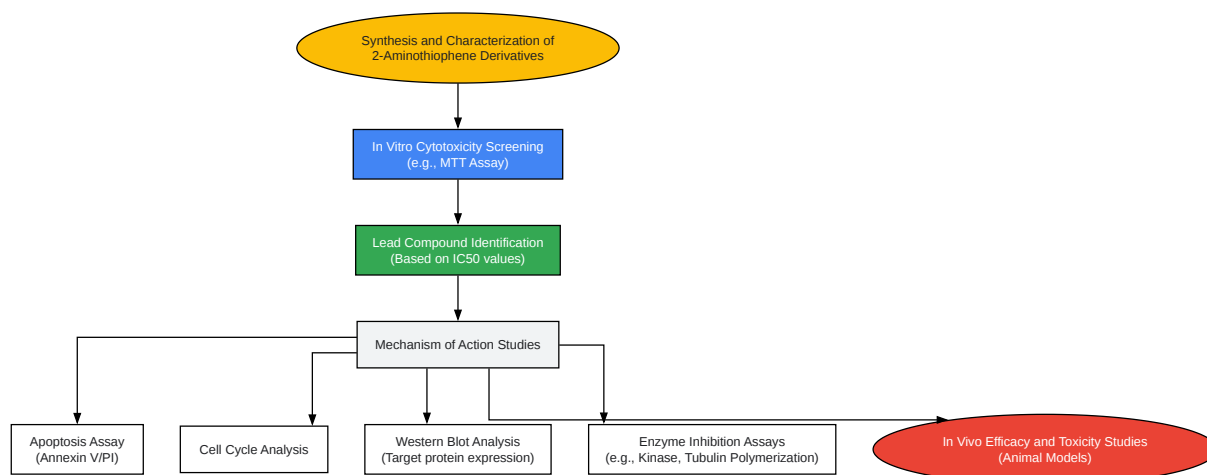 Synthesis and Characterization of
2-Aminothiophene Derivatives
In Vitro Cytotoxicity Screening
(e.g., MTT Assay)
Lead Compound Identification
(Based on IC50 values)
Mechanism of Action Studies
Apoptosis Assay
(Annexin V/PI)
Cell Cycle Analysis
Western Blot Analysis
(Target protein expression)
Enzyme Inhibition Assays
(e.g., Kinase, Tubulin Polymerization)
In Vivo Efficacy and Toxicity Studies
(Animal Models)